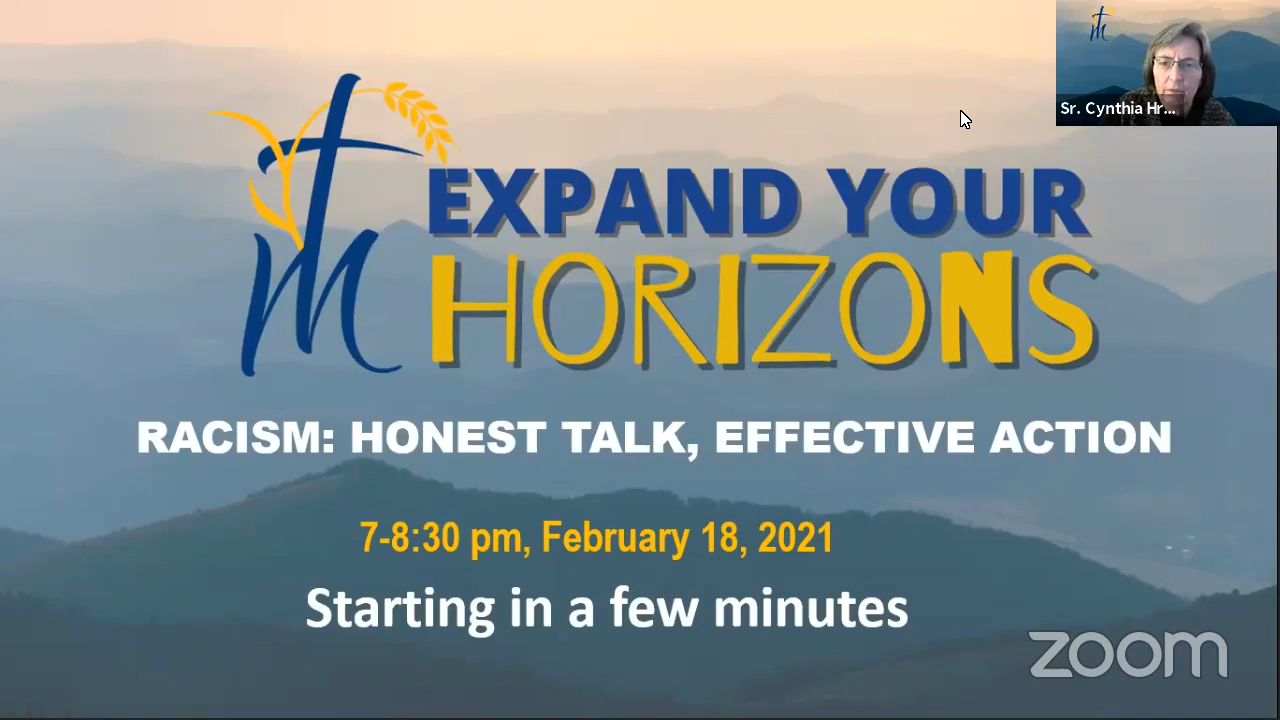 Sr. Cynthia Hr...
EXPAND YOUR
HORIZONS
RACISM: HONEST TALK, EFFECTIVE ACTION
7-8:30 pm, February 18, 2021
Starting in a few minutes
zoom